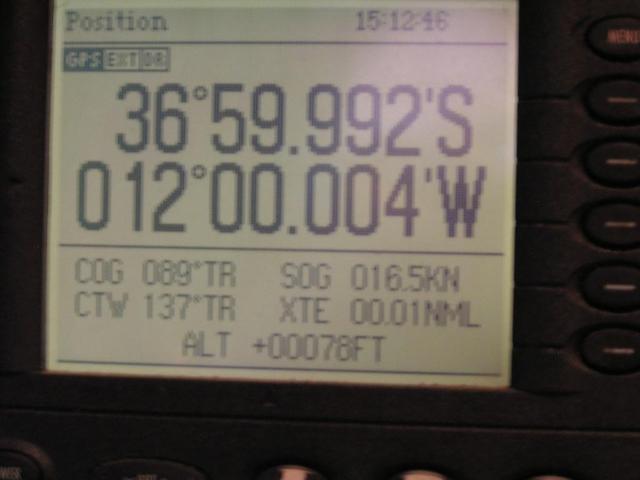 Position 15:12:46
GPS EXT DR
36°59.992'S
012°00.004'W
COG 089°TR SOG 016.5KN
CTW 137°TR XTE 00.01NML
ALT +00078FT
MENU